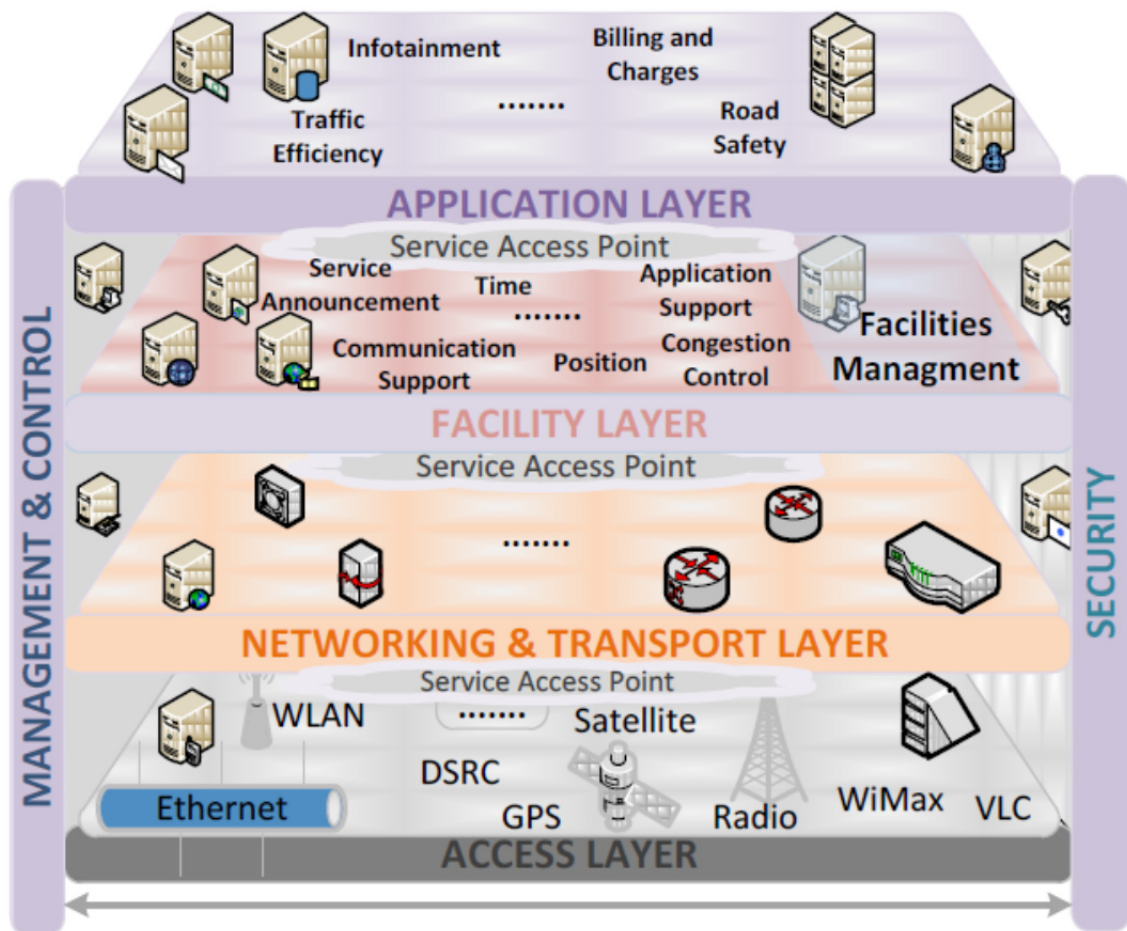 Infotainment
Billing and
Charges
.......
Traffic
Efficiency
Road
Safety
APPLICATION LAYER
Service Access Point
Service
Announcement
Time
.......
Application
Support
Communication
Support
Position
Congestion
Control
Facilities
Managment
FACILITY LAYER
Service Access Point
.......
NETWORKING & TRANSPORT LAYER
Service Access Point
WLAN
.......
Satellite
DSRC
Ethernet
GPS
Radio
WiMax
VLC
ACCESS LAYER
MANAGEMENT & CONTROL
SECURITY